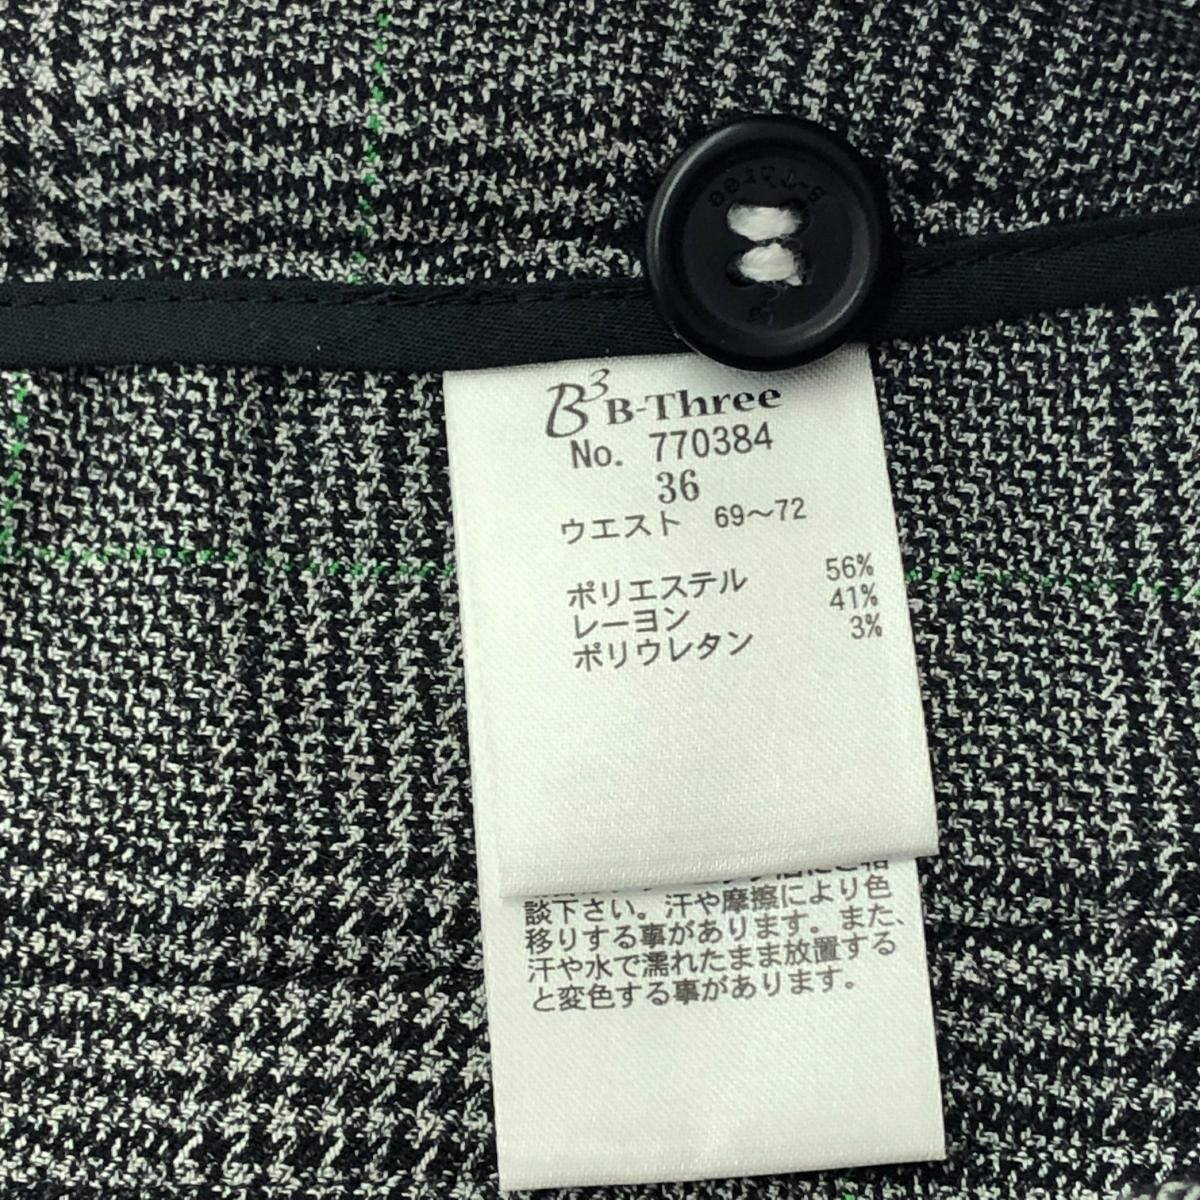 B-Three
B³ B-Three
No. 770384
36
ウエスト 69～72
ポリエステル 56%
レーヨン 41%
ポリウレタン 3%
談下さい。汗や摩擦により色
移りする事があります。また、
汗や水で濡れたまま放置する
と変色する事があります。